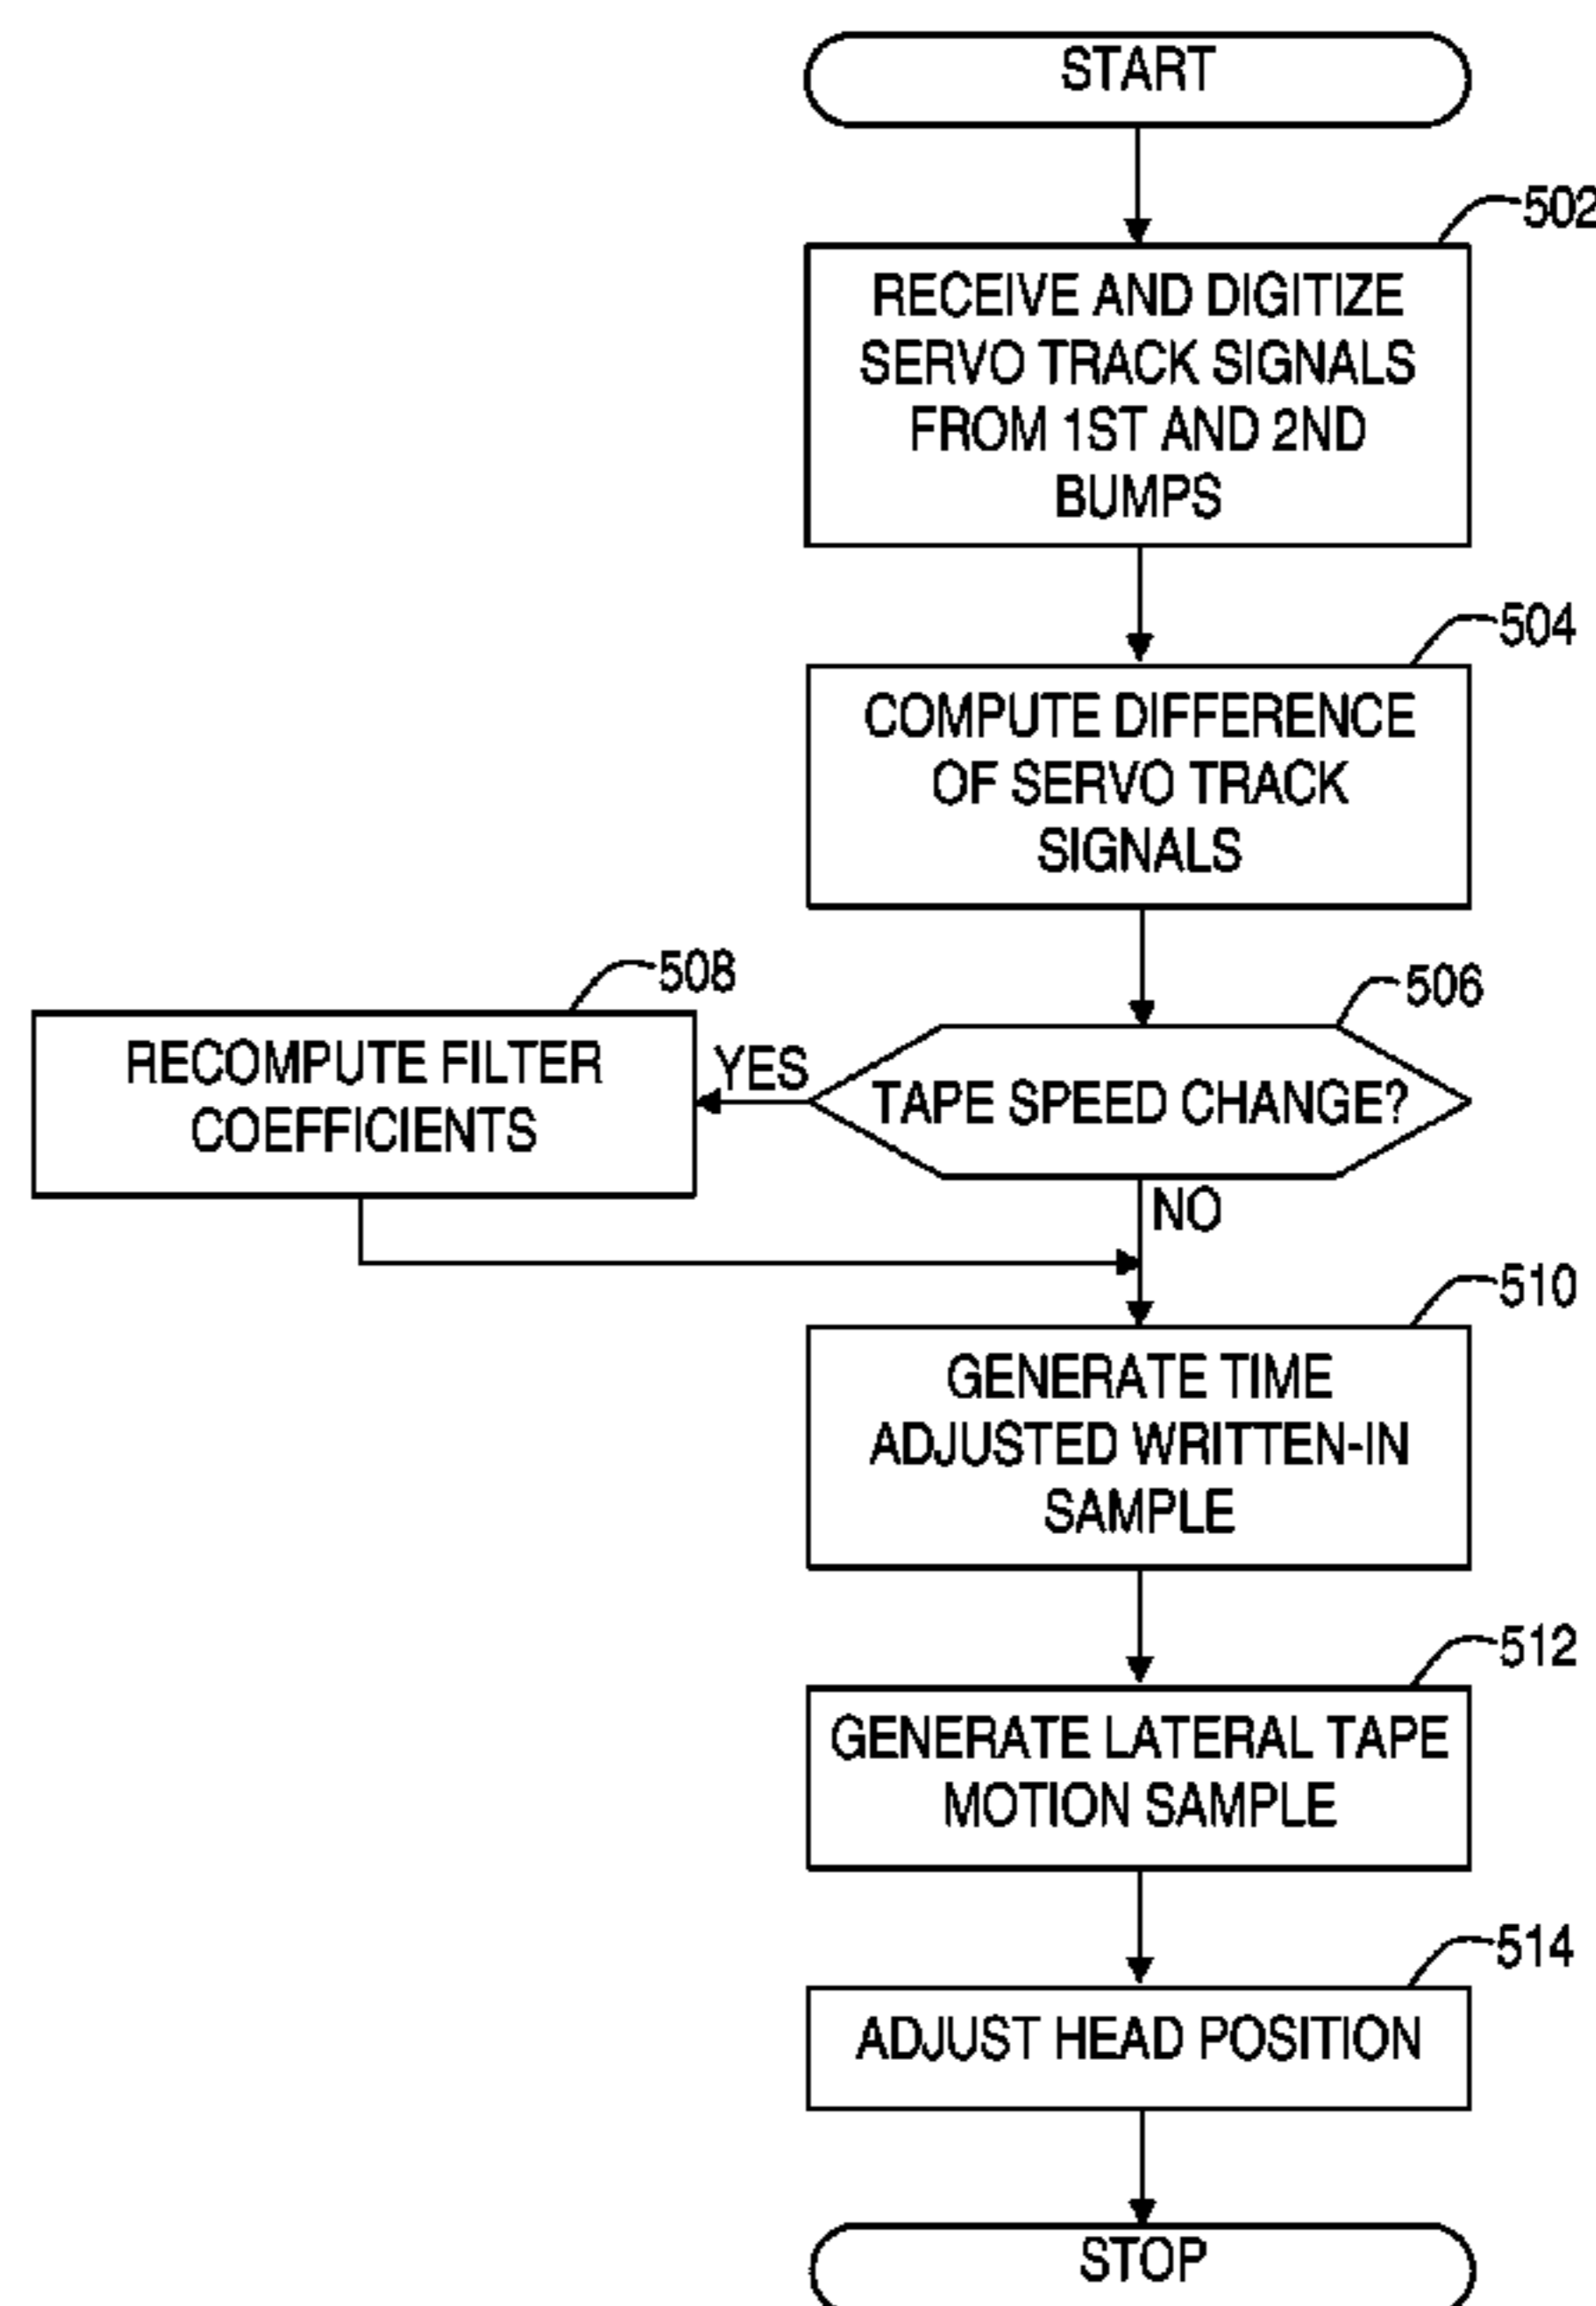 START
502
RECEIVE AND DIGITIZE
SERVO TRACK SIGNALS
FROM 1ST AND 2ND
BUMPS
504
COMPUTE DIFFERENCE
OF SERVO TRACK
SIGNALS
506
TAPE SPEED CHANGE?
YES
508
RECOMPUTE FILTER
COEFFICIENTS
NO
510
GENERATE TIME
ADJUSTED WRITTEN-IN
SAMPLE
512
GENERATE LATERAL TAPE
MOTION SAMPLE
514
ADJUST HEAD POSITION
STOP